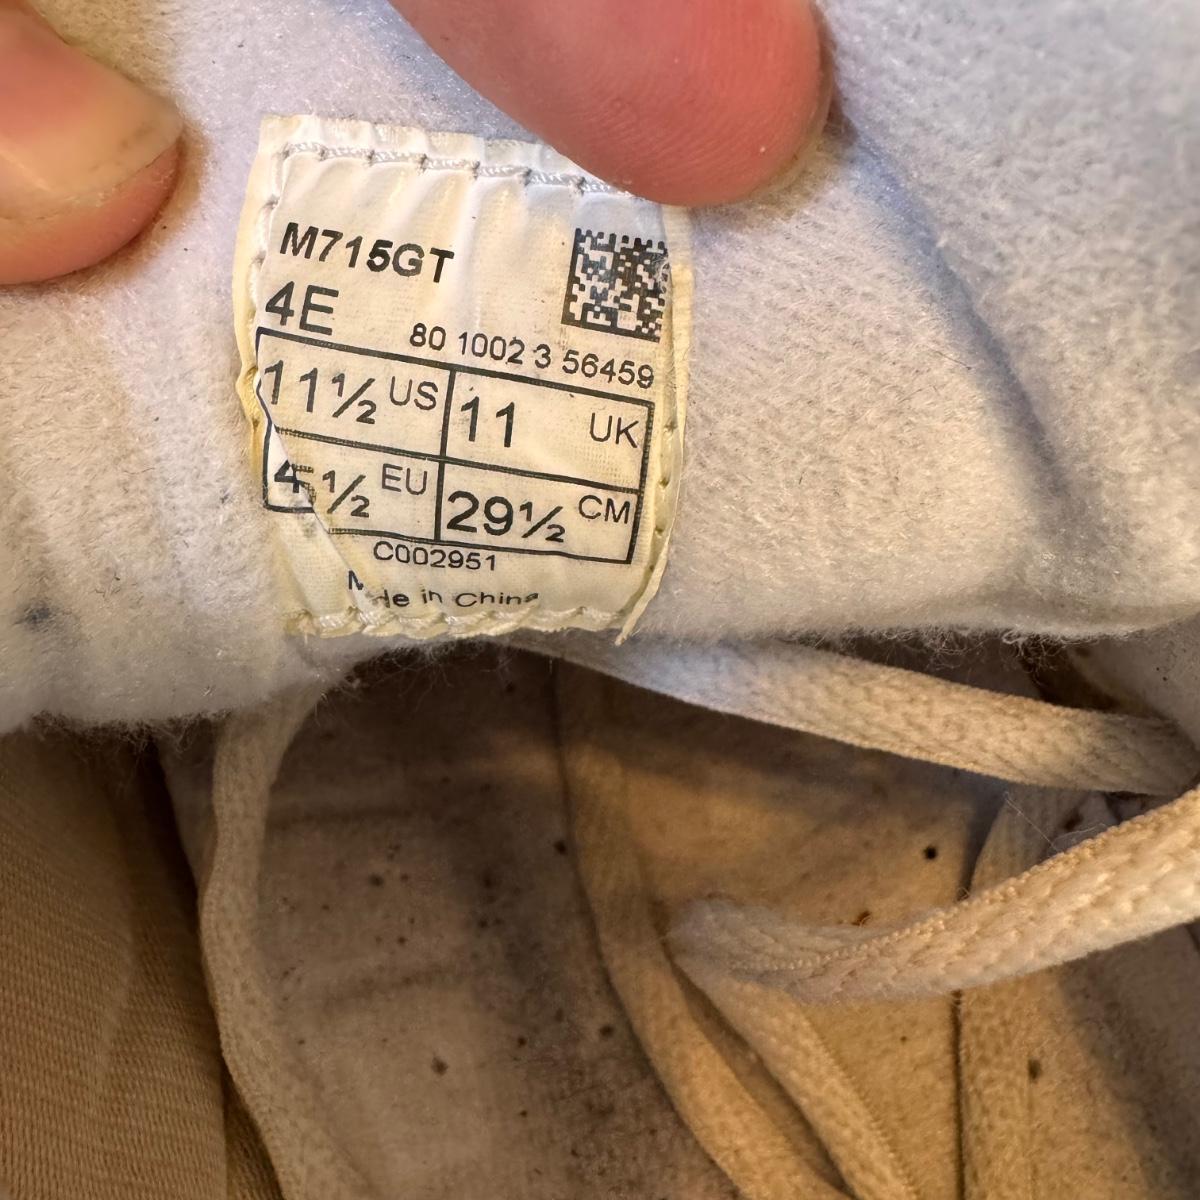 M715GT
4E
80 1002 3 56459
11½ US 11 UK
45½ EU 29½ CM
C002951
Made in China